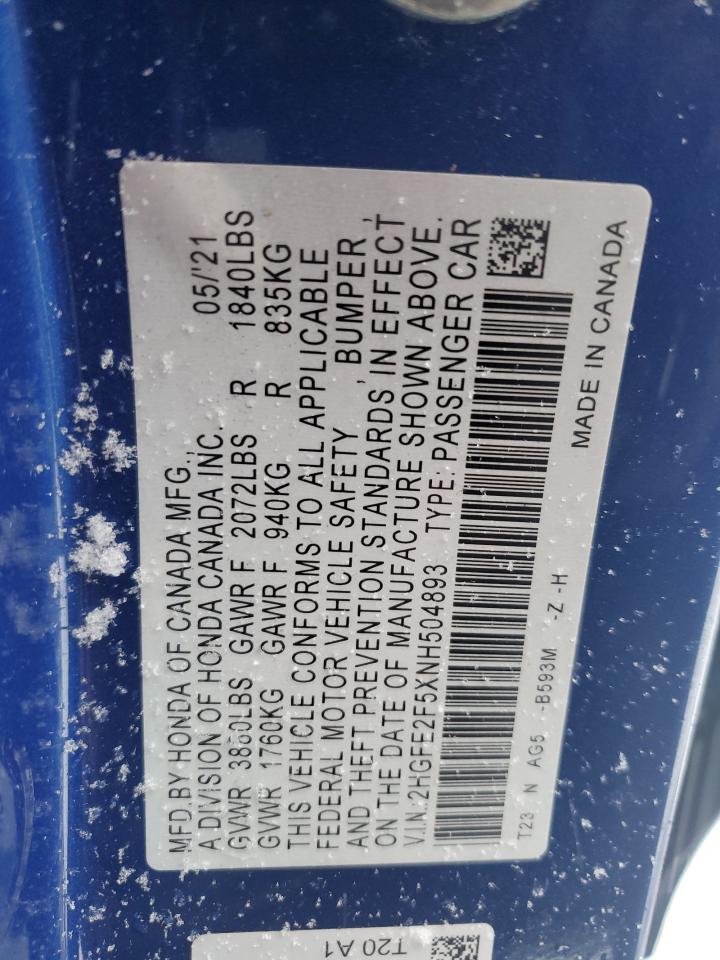 MFD.BY HONDA OF CANADA MFG.,
A DIVISION OF HONDA CANADA INC. 05/'21
GVWR 3880LBS GAWR F 2072LBS R 1840LBS
GVWR 1760KG GAWR F 940KG R 835KG
THIS VEHICLE CONFORMS TO ALL APPLICABLE
FEDERAL MOTOR VEHICLE SAFETY , BUMPER ,
AND THEFT PREVENTION STANDARDS IN EFFECT
ON THE DATE OF MANUFACTURE SHOWN ABOVE.
V.I.N.:2HGFE2F5XNH504893 TYPE:PASSENGER CAR
T23 N AG5 -B593M -Z -H MADE IN CANADA
T20 A1